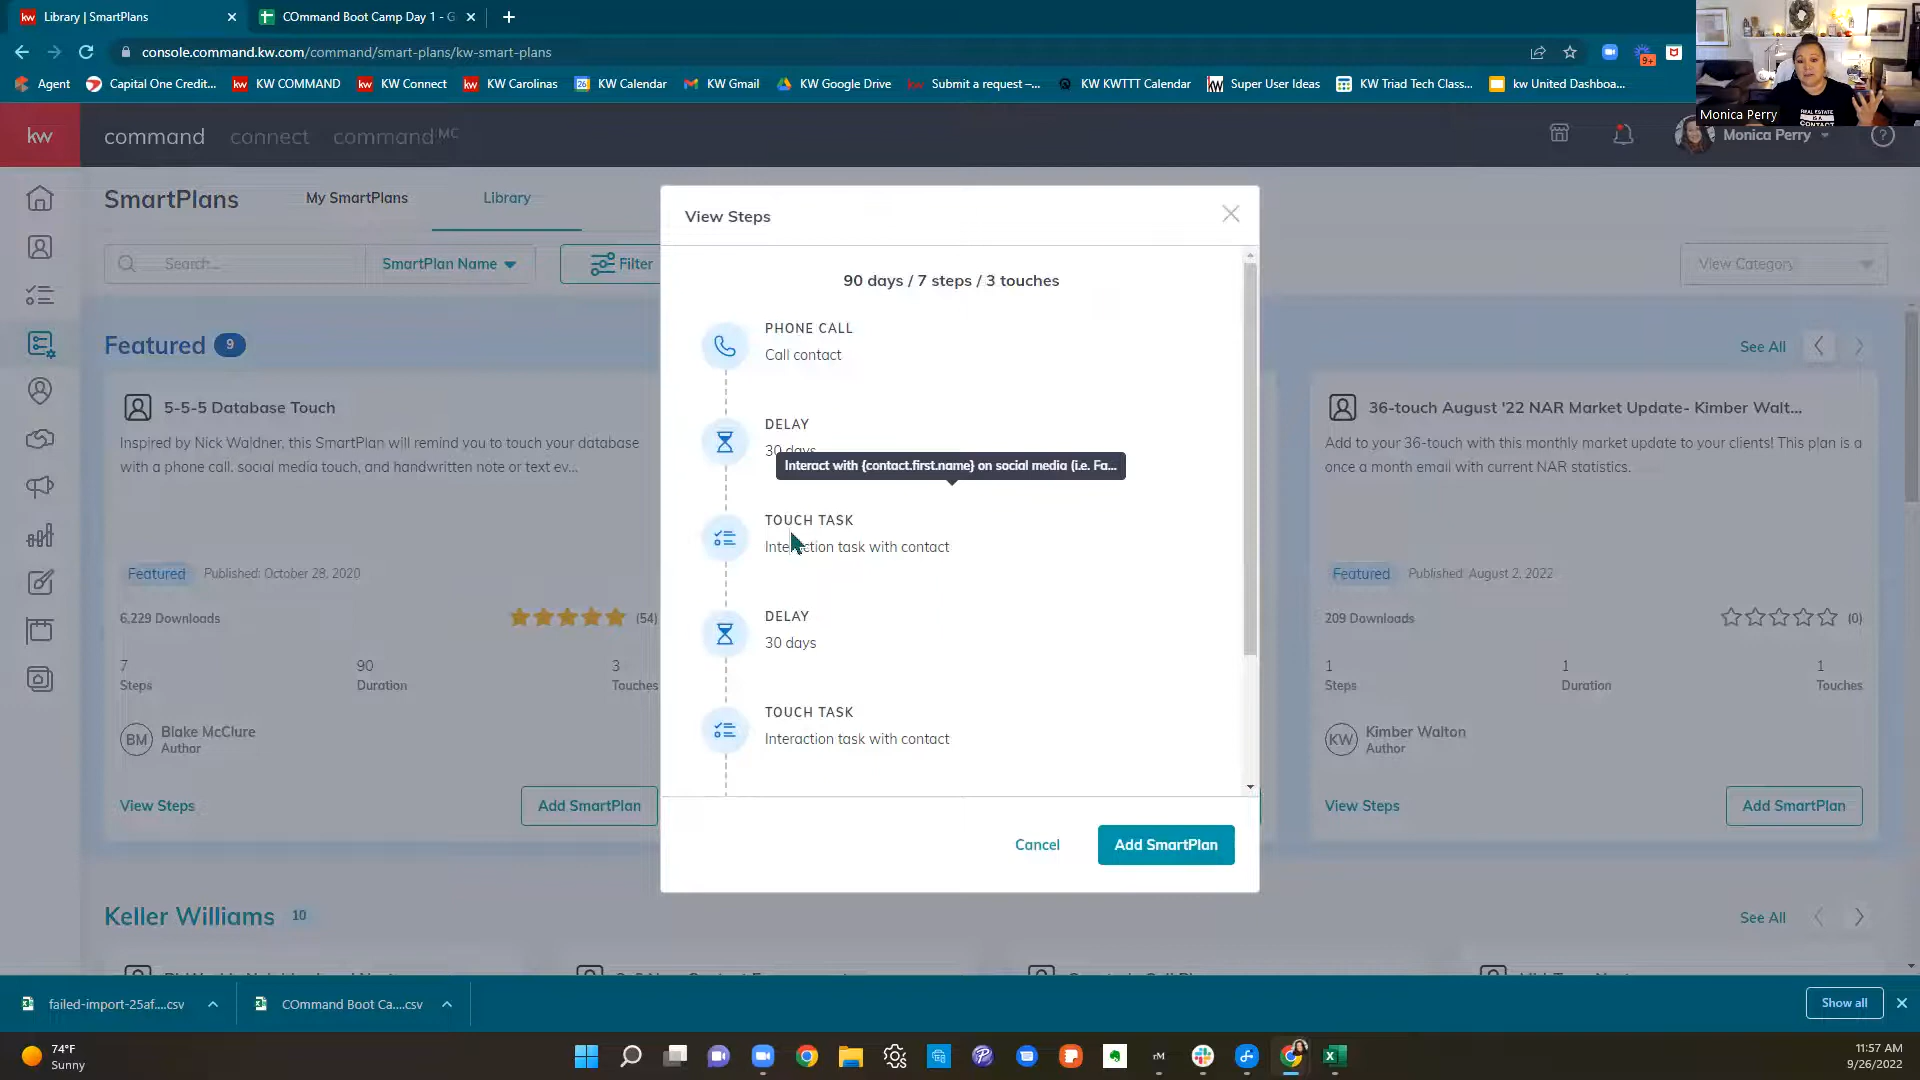 Library | SmartPlans
COmmand Boot Camp Day 1 - G
console.command.kw.com/command/smart-plans/kw-smart-plans
Agent
Capital One Credit...
KW COMMAND
KW Connect
KW Carolinas
KW Calendar
KW Gmail
KW Google Drive
Submit a request –...
KW KWTTT Calendar
Super User Ideas
KW Triad Tech Class...
kw United Dashboa...
9+
REAL ESTATE
CONTACT
Monica Perry
kw
command
connect
command MC
Monica Perry
SmartPlans
My SmartPlans
Library
Search...
SmartPlan Name
Filter
View Category
Featured 9
See All
5-5-5 Database Touch
Inspired by Nick Waldner, this SmartPlan will remind you to touch your database
with a phone call, social media touch, and handwritten note or text ev...
Featured
Published: October 28, 2020
6,229 Downloads
(54)
7
90
3
Steps
Duration
Touches
BM
Blake McClure
Author
View Steps
Add SmartPlan
View Steps
90 days / 7 steps / 3 touches
PHONE CALL
Call contact
DELAY
30 days
Interact with {contact.first.name} on social media (i.e. Fa...
TOUCH TASK
Interaction task with contact
DELAY
30 days
TOUCH TASK
Interaction task with contact
Cancel
Add SmartPlan
36-touch August '22 NAR Market Update- Kimber Walt...
Add to your 36-touch with this monthly market update to your clients! This plan is a
once a month email with current NAR statistics.
Featured
Published: August 2, 2022
209 Downloads
(0)
1
1
1
Steps
Duration
Touches
KW
Kimber Walton
Author
View Steps
Add SmartPlan
Keller Williams 10
See All
failed-import-25af....csv
COmmand Boot Ca....csv
Show all
74°F
Sunny
rM
11:57 AM
9/26/2022